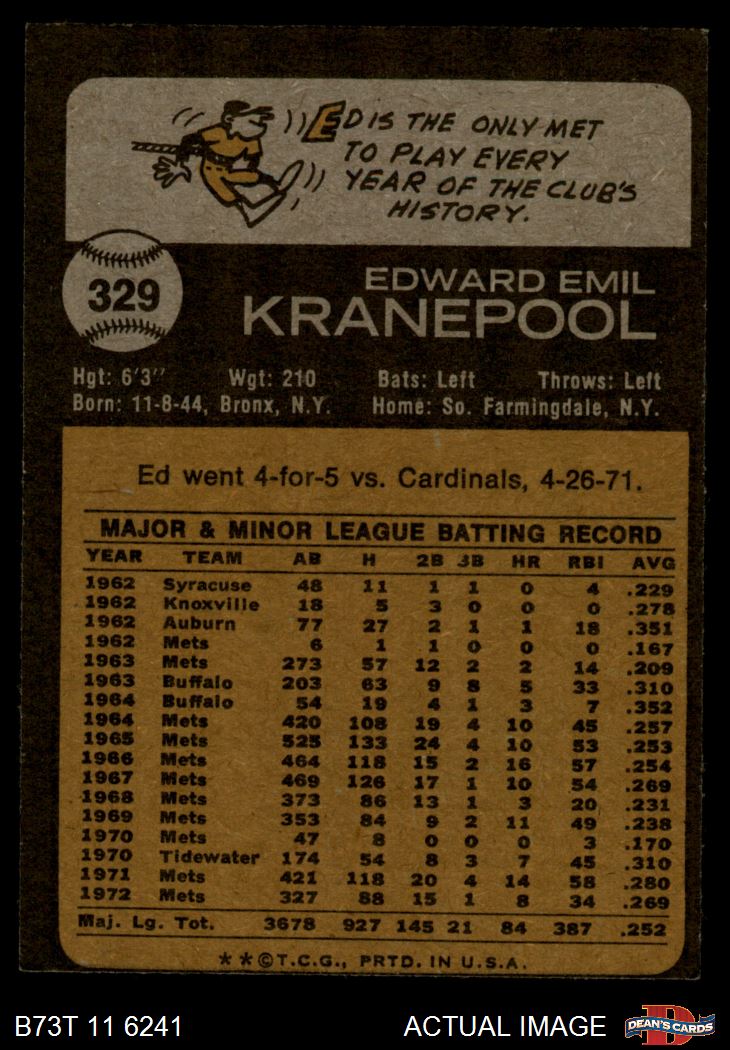 ED IS THE ONLY MET
TO PLAY EVERY
YEAR OF THE CLUB'S
HISTORY.
329
EDWARD EMIL
KRANEPOOL
Hgt: 6'3" Wgt: 210 Bats: Left Throws: Left
Born: 11-8-44, Bronx, N.Y. Home: So. Farmingdale, N.Y.
Ed went 4-for-5 vs. Cardinals, 4-26-71.
MAJOR & MINOR LEAGUE BATTING RECORD
YEAR TEAM AB H 2B 3B HR RBI AVG
1962 Syracuse 48 11 1 1 0 4 .229
1962 Knoxville 18 5 3 0 0 0 .278
1962 Auburn 77 27 2 1 1 18 .351
1962 Mets 6 1 1 0 0 0 .167
1963 Mets 273 57 12 2 2 14 .209
1963 Buffalo 203 63 9 8 5 33 .310
1964 Buffalo 54 19 4 1 3 7 .352
1964 Mets 420 108 19 4 10 45 .257
1965 Mets 525 133 24 4 10 53 .253
1966 Mets 464 118 15 2 16 57 .254
1967 Mets 469 126 17 1 10 54 .269
1968 Mets 373 86 13 1 3 20 .231
1969 Mets 353 84 9 2 11 49 .238
1970 Mets 47 8 0 0 0 3 .170
1970 Tidewater 174 54 8 3 7 45 .310
1971 Mets 421 118 20 4 14 58 .280
1972 Mets 327 88 15 1 8 34 .269
Maj. Lg. Tot. 3678 927 145 21 84 387 .252
**©T.C.G., PRTD. IN U.S.A.
B73T 11 6241 ACTUAL IMAGE D DEAN'S CARDS